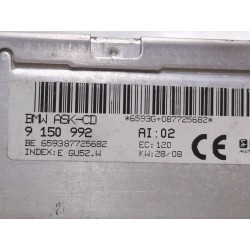 BMW ASK-CD *6593G+087725682*
9 150 992 AI:02
BE 659387725682 EC: 120
INDEX:E GU52.W KW: 28/08
CE